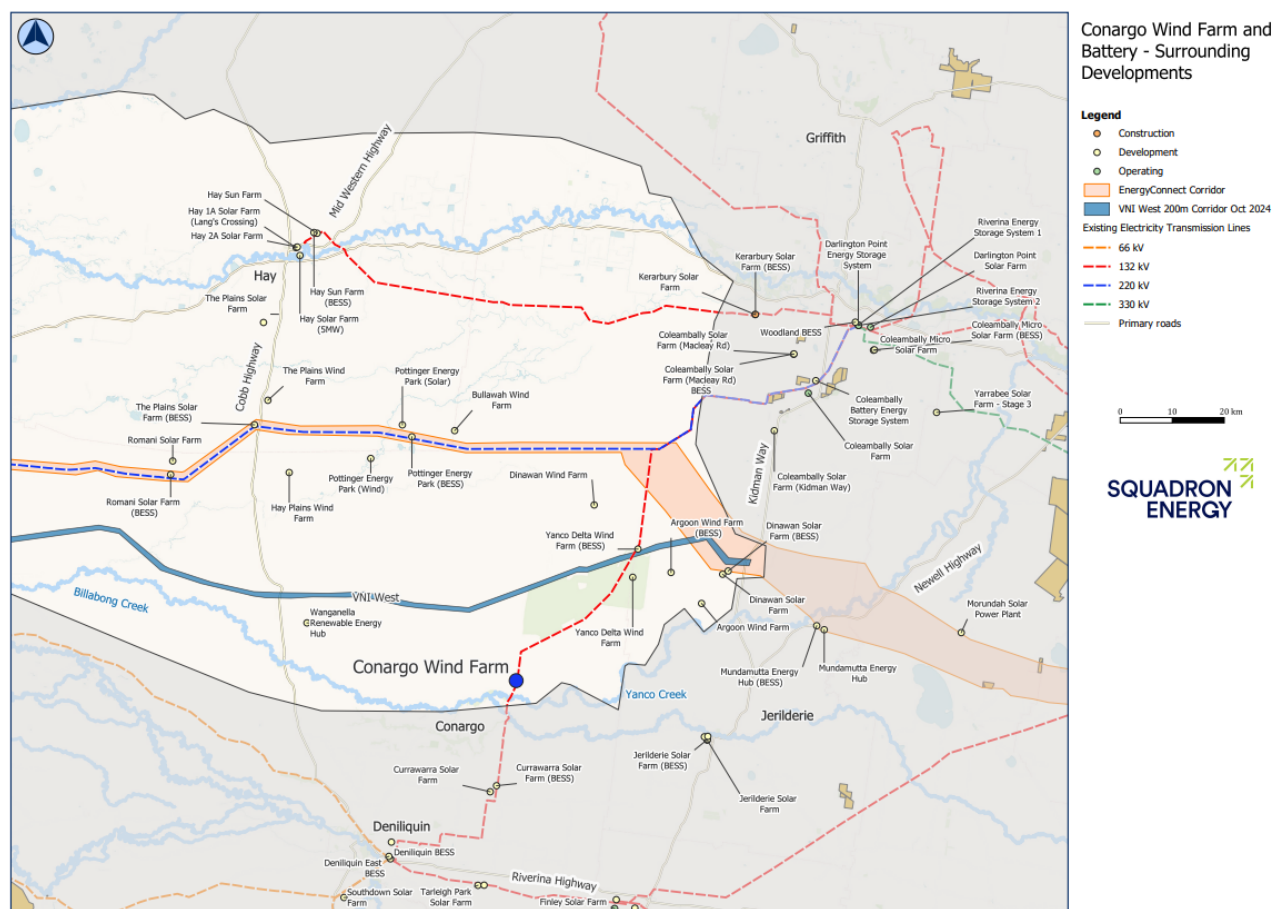 Conargo Wind Farm and
Battery - Surrounding
Developments
Legend
Construction
Development
Operating
EnergyConnect Corridor
VNI West 200m Corridor Oct 2024
Existing Electricity Transmission Lines
66 kV
132 kV
220 kV
330 kV
Primary roads
0 10 20 km
SQUADRON
ENERGY
Griffith
Mid Western Highway
Hay Sun Farm
Hay 1A Solar Farm
(Lang's Crossing)
Hay 2A Solar Farm
Hay
Hay Sun Farm
(BESS)
Hay Solar Farm
(5MW)
The Plains Solar
Farm
Cobb Highway
The Plains Wind
Farm
The Plains Solar
Farm (BESS)
Romani Solar Farm
Romani Solar Farm
(BESS)
Hay Plains Wind
Farm
Pottinger Energy
Park (Solar)
Pottinger Energy
Park (Wind)
Pottinger Energy
Park (BESS)
Bullawah Wind
Farm
Dinawan Wind Farm
Kerarbury Solar
Farm (BESS)
Kerarbury Solar
Farm
Darlington Point
Energy Storage
System
Riverina Energy
Storage System 1
Darlington Point
Solar Farm
Riverina Energy
Storage System 2
Woodland BESS
Coleambally Micro
Solar Farm (BESS)
Coleambally Micro
Solar Farm
Coleambally Solar
Farm (Macleay Rd)
Coleambally Solar
Farm (Macleay Rd)
BESS
Coleambally
Battery Energy
Storage System
Yarrabee Solar
Farm - Stage 3
Coleambally Solar
Farm
Kidman Way
Coleambally Solar
Farm (Kidman Way)
Argoon Wind Farm
(BESS)
Dinawan Solar
Farm (BESS)
Yanco Delta Wind
Farm (BESS)
Newell Highway
Dinawan Solar
Farm
Argoon Wind Farm
Yanco Delta Wind
Farm
Morundah Solar
Power Plant
Mundamutta Energy
Hub (BESS)
Mundamutta Energy
Hub
Billabong Creek
VNI West
Wanganella
Renewable Energy
Hub
Conargo Wind Farm
Yanco Creek
Conargo
Jerilderie
Jerilderie Solar
Farm (BESS)
Jerilderie Solar
Farm
Currawarra Solar
Farm
Currawarra Solar
Farm (BESS)
Deniliquin
Deniliquin BESS
Deniliquin East
BESS
Riverina Highway
Southdown Solar
Farm
Tarleigh Park
Solar Farm
Finley Solar Farm